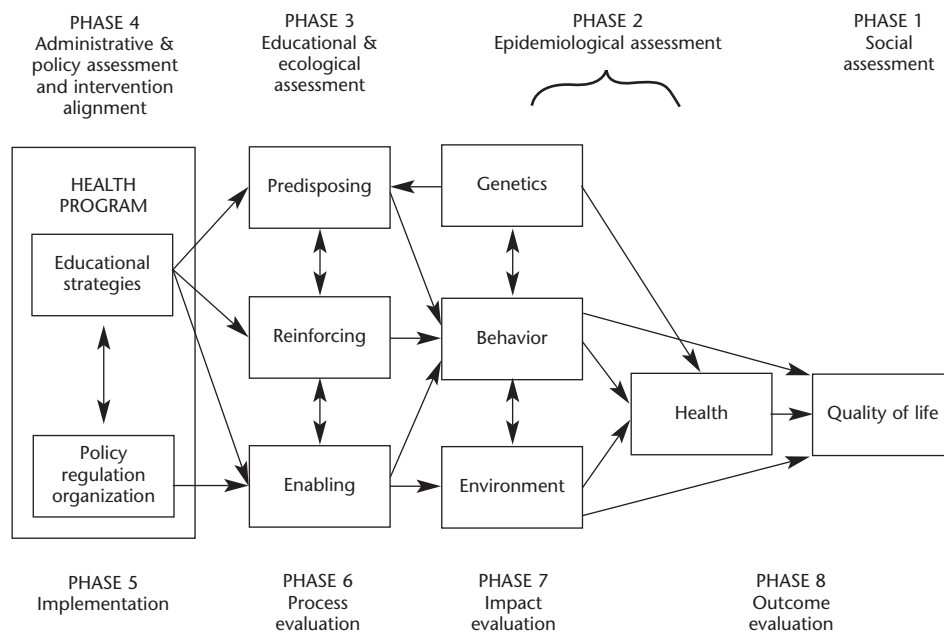 PHASE 4
Administrative &
policy assessment
and intervention
alignment
PHASE 3
Educational &
ecological
assessment
PHASE 2
Epidemiological assessment
PHASE 1
Social
assessment
HEALTH
PROGRAM
Educational
strategies
Policy
regulation
organization
Predisposing
Reinforcing
Enabling
Genetics
Behavior
Environment
Health
Quality of life
PHASE 5
Implementation
PHASE 6
Process
evaluation
PHASE 7
Impact
evaluation
PHASE 8
Outcome
evaluation